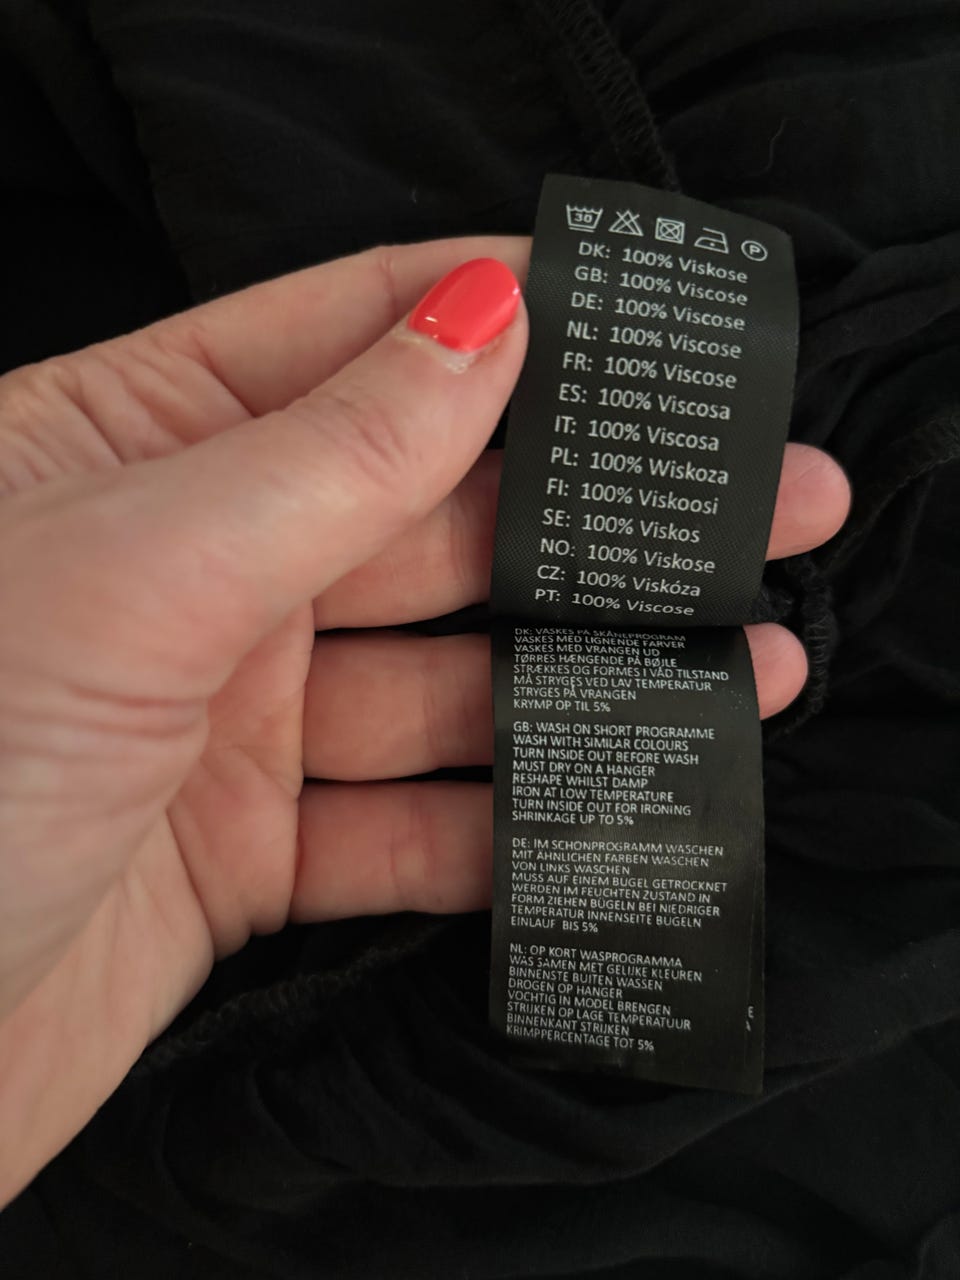 30 P
DK: 100% Viskose
GB: 100% Viscose
DE: 100% Viscose
NL: 100% Viscose
FR: 100% Viscose
ES: 100% Viscosa
IT: 100% Viscosa
PL: 100% Wiskoza
FI: 100% Viskoosi
SE: 100% Viskos
NO: 100% Viskose
CZ: 100% Viskóza
PT: 100% Viscose
DK: VASKES PÅ SKÅNEPROGRAM
VASKES MED LIGNENDE FARVER
VASKES MED VRANGEN UD
TØRRES HÆNGENDE PÅ BØJLE
STRÆKKES OG FORMES I VÅD TILSTAND
MÅ STRYGES VED LAV TEMPERATUR
STRYGES PÅ VRANGEN
KRYMP OP TIL 5%
GB: WASH ON SHORT PROGRAMME
WASH WITH SIMILAR COLOURS
TURN INSIDE OUT BEFORE WASH
MUST DRY ON A HANGER
RESHAPE WHILST DAMP
IRON AT LOW TEMPERATURE
TURN INSIDE OUT FOR IRONING
SHRINKAGE UP TO 5%
DE: IM SCHONPROGRAMM WASCHEN
MIT ÄHNLICHEN FARBEN WASCHEN
VON LINKS WASCHEN
MUSS AUF EINEM BÜGEL GETROCKNET
WERDEN IM FEUCHTEN ZUSTAND IN
FORM ZIEHEN BÜGELN BEI NIEDRIGER
TEMPERATUR INNENSEITE BÜGELN
EINLAUF BIS 5%
NL: OP KORT WASPROGRAMMA
WAS SAMEN MET GELIJKE KLEUREN
BINNENSTE BUITEN WASSEN
DROGEN OP HANGER
VOCHTIG IN MODEL BRENGEN
STRIJKEN OP LAGE TEMPERATUUR
BINNENKANT STRIJKEN
KRIMPPERCENTAGE TOT 5%